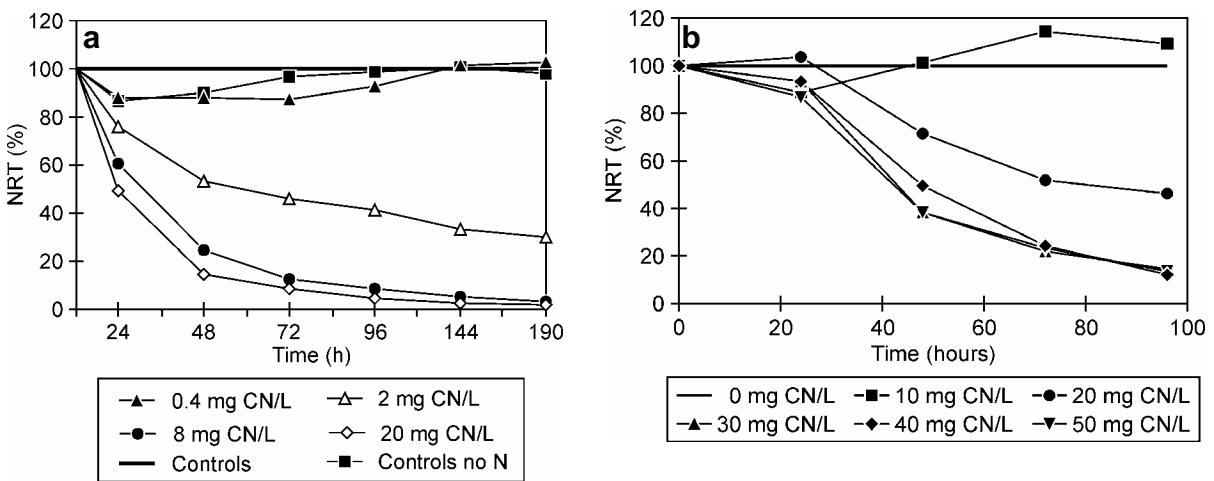 a
120
100
80
60
40
20
0
NRT (%)
24 48 72 96 144 190
Time (h)
0.4 mg CN/L 2 mg CN/L
8 mg CN/L 20 mg CN/L
Controls Controls no N
b
120
100
80
60
40
20
0
NRT (%)
0 20 40 60 80 100
Time (hours)
0 mg CN/L 10 mg CN/L 20 mg CN/L
30 mg CN/L 40 mg CN/L 50 mg CN/L